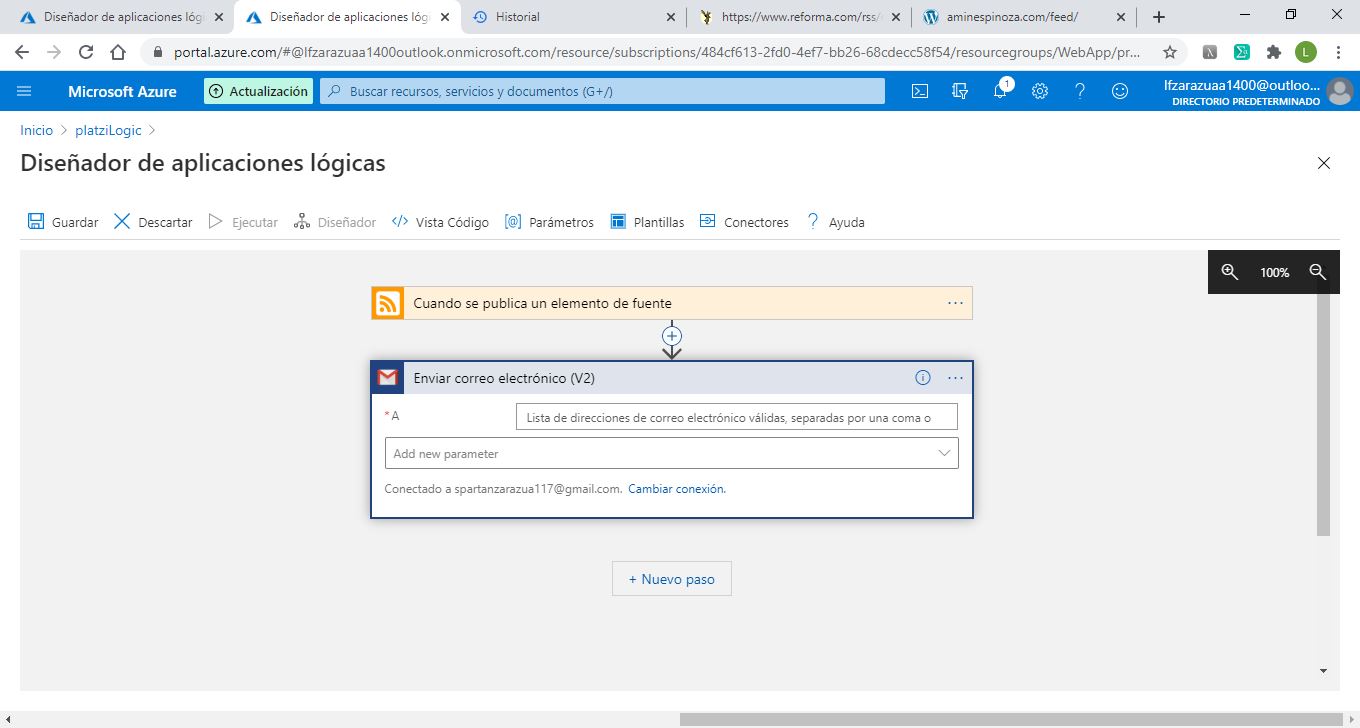 Diseñador de aplicaciones lógi
Diseñador de aplicaciones lógi
Historial
https://www.reforma.com/rss/
aminespinoza.com/feed/
portal.azure.com/#@lfzarazuaa1400outlook.onmicrosoft.com/resource/subscriptions/484cf613-2fd0-4ef7-bb26-68cdecc58f54/resourcegroups/WebApp/pr...
L
Microsoft Azure
Actualización
Buscar recursos, servicios y documentos (G+/)
1
lfzarazuaa1400@outloo...
DIRECTORIO PREDETERMINADO
Inicio > platziLogic >
Diseñador de aplicaciones lógicas
Guardar
Descartar
Ejecutar
Diseñador
Vista Código
Parámetros
Plantillas
Conectores
Ayuda
100%
Cuando se publica un elemento de fuente
Enviar correo electrónico (V2)
* A
Lista de direcciones de correo electrónico válidas, separadas por una coma o
Add new parameter
Conectado a spartanzarazua117@gmail.com. Cambiar conexión.
+ Nuevo paso